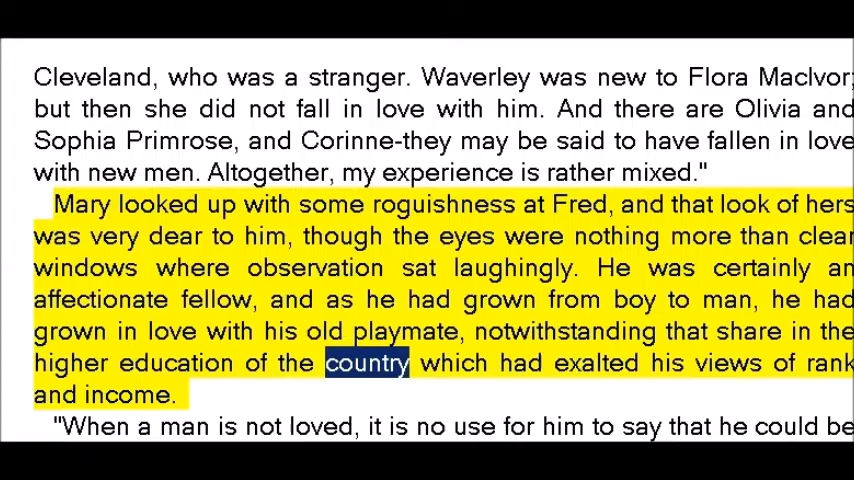 Cleveland, who was a stranger. Waverley was new to Flora MacIvor;
but then she did not fall in love with him. And there are Olivia and
Sophia Primrose, and Corinne-they may be said to have fallen in love
with new men. Altogether, my experience is rather mixed."
Mary looked up with some roguishness at Fred, and that look of hers
was very dear to him, though the eyes were nothing more than clear
windows where observation sat laughingly. He was certainly an
affectionate fellow, and as he had grown from boy to man, he had
grown in love with his old playmate, notwithstanding that share in the
higher education of the country which had exalted his views of rank
and income.
"When a man is not loved, it is no use for him to say that he could be